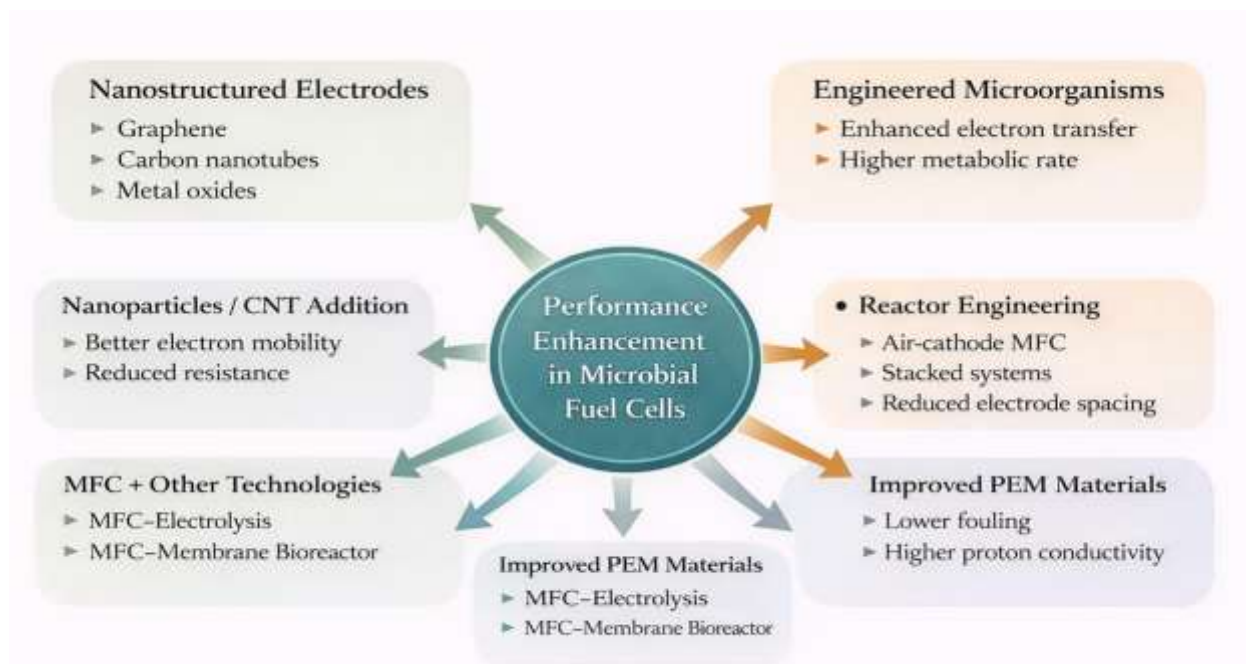 Nanostructured Electrodes
▶ Graphene
▶ Carbon nanotubes
▶ Metal oxides
Engineered Microorganisms
▶ Enhanced electron transfer
▶ Higher metabolic rate
Nanoparticles / CNT Addition
▶ Better electron mobility
▶ Reduced resistance
Performance
Enhancement
in Microbial
Fuel Cells
• Reactor Engineering
▶ Air-cathode MFC
▶ Stacked systems
▶ Reduced electrode spacing
MFC + Other Technologies
▶ MFC–Electrolysis
▶ MFC–Membrane Bioreactor
Improved PEM Materials
▶ MFC–Electrolysis
▶ MFC–Membrane Bioreactor
Improved PEM Materials
▶ Lower fouling
▶ Higher proton conductivity